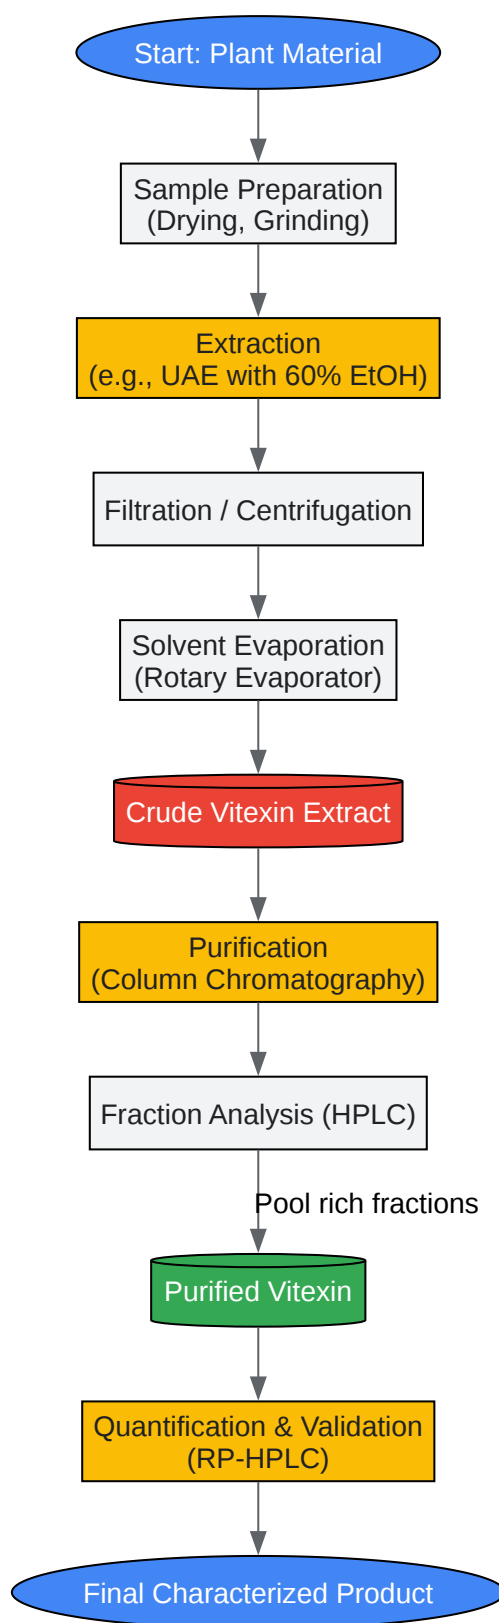 Start: Plant Material
Sample Preparation
(Drying, Grinding)
Extraction
(e.g., UAE with 60% EtOH)
Filtration / Centrifugation
Solvent Evaporation
(Rotary Evaporator)
Crude Vitexin Extract
Purification
(Column Chromatography)
Fraction Analysis (HPLC)
Pool rich fractions
Purified Vitexin
Quantification & Validation
(RP-HPLC)
Final Characterized Product